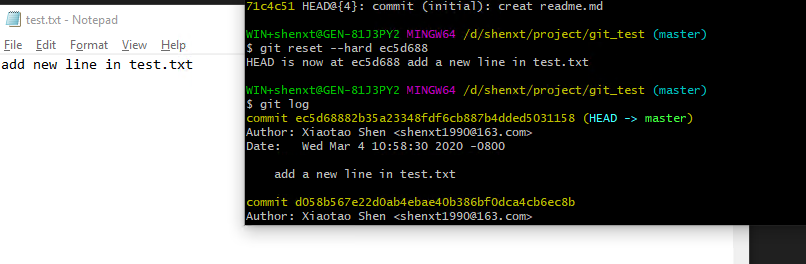 test.txt - Notepad
File Edit Format View Help
add new line in test.txt
71c4c51 HEAD@{4}: commit (initial): creat readme.md
WIN+shenxt@GEN-81J3PY2 MINGW64 /d/shenxt/project/git_test (master)
$ git reset --hard ec5d688
HEAD is now at ec5d688 add a new line in test.txt
WIN+shenxt@GEN-81J3PY2 MINGW64 /d/shenxt/project/git_test (master)
$ git log
commit ec5d68882b35a23348fdf6cb887b4dded5031158 (HEAD -> master)
Author: Xiaotao Shen <shenxt1990@163.com>
Date: Wed Mar 4 10:58:30 2020 -0800
add a new line in test.txt
commit d058b567e22d0ab4ebae40b386bf0dca4cb6ec8b
Author: Xiaotao Shen <shenxt1990@163.com>